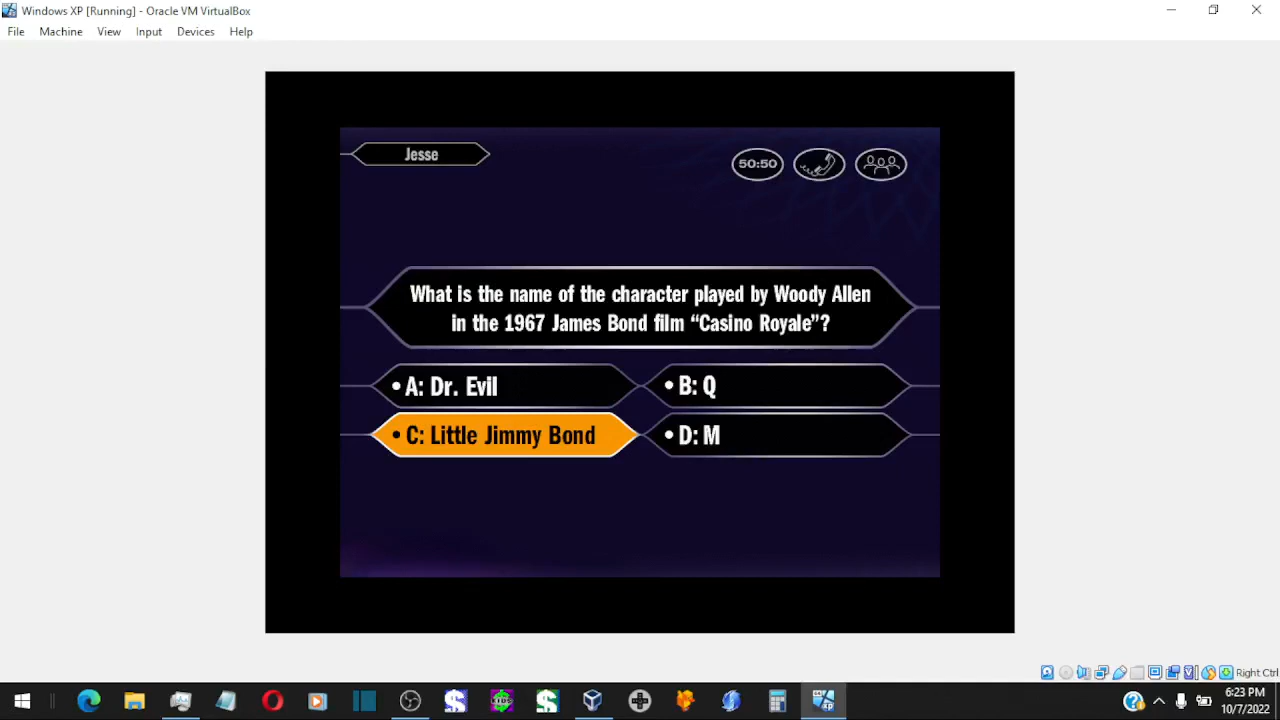 Windows XP [Running] - Oracle VM VirtualBox
File Machine View Input Devices Help
Jesse
50:50
What is the name of the character played by Woody Allen
in the 1967 James Bond film “Casino Royale”?
• A: Dr. Evil
• B: Q
• C: Little Jimmy Bond
• D: M
Right Ctrl
6:23 PM
10/7/2022